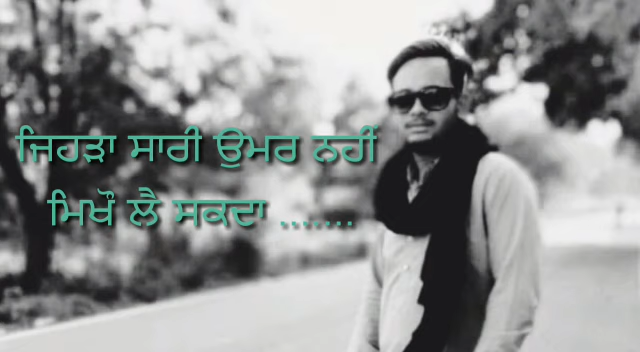 ਜਿਹੜਾ ਸਾਰੀ ਉਮਰ ਨਹੀਂ
ਮਿਖੌ ਲੈ ਸਕਦਾ .......